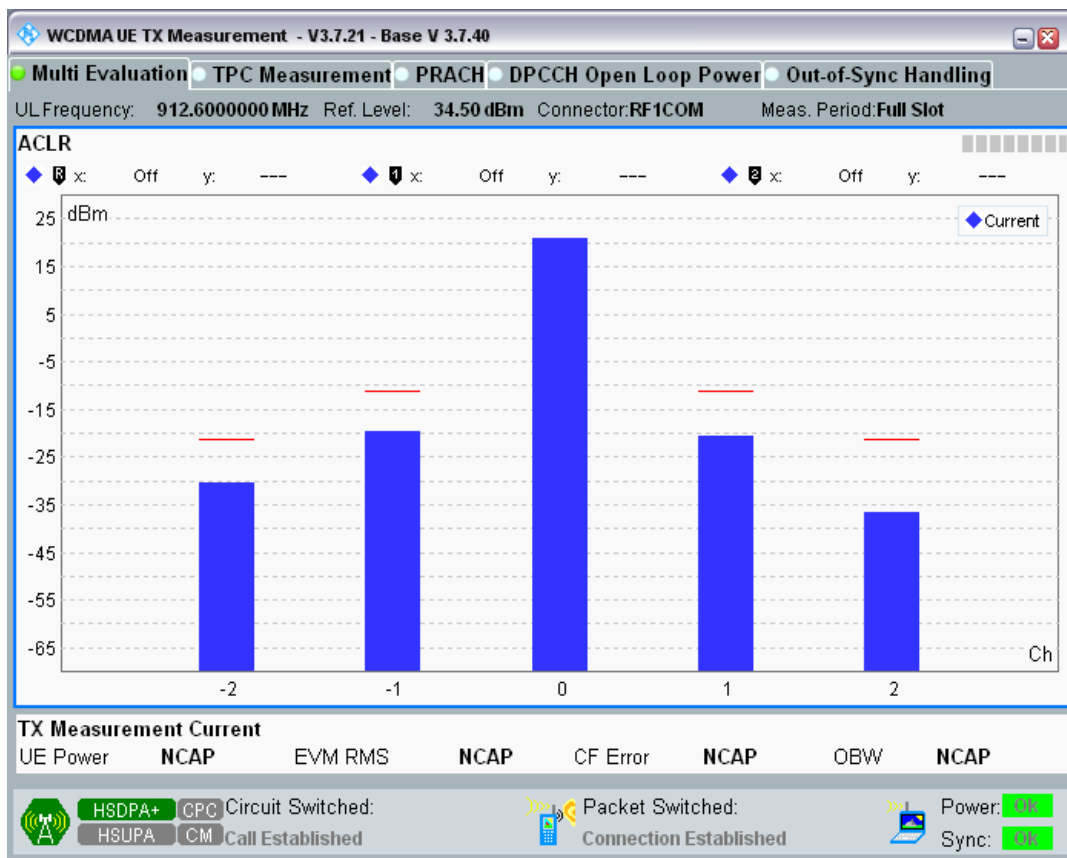 WCDMA UE TX Measurement - V3.7.21 - Base V 3.7.40
Multi Evaluation TPC Measurement PRACH DPCCH Open Loop Power Out-of-Sync Handling
UL Frequency: 912.6000000 MHz Ref. Level: 34.50 dBm Connector:RF1COM Meas. Period:Full Slot
ACLR
R x: Off y: --- 1 x: Off y: --- 2 x: Off y: ---
dBm
Current
25
15
5
-5
-15
-25
-35
-45
-55
-65
Ch
-2 -1 0 1 2
TX Measurement Current
UE Power NCAP EVM RMS NCAP CF Error NCAP OBW NCAP
HSDPA+ CPC Circuit Switched: Packet Switched: Power: Ok
HSUPA CM Call Established Connection Established Sync: Ok